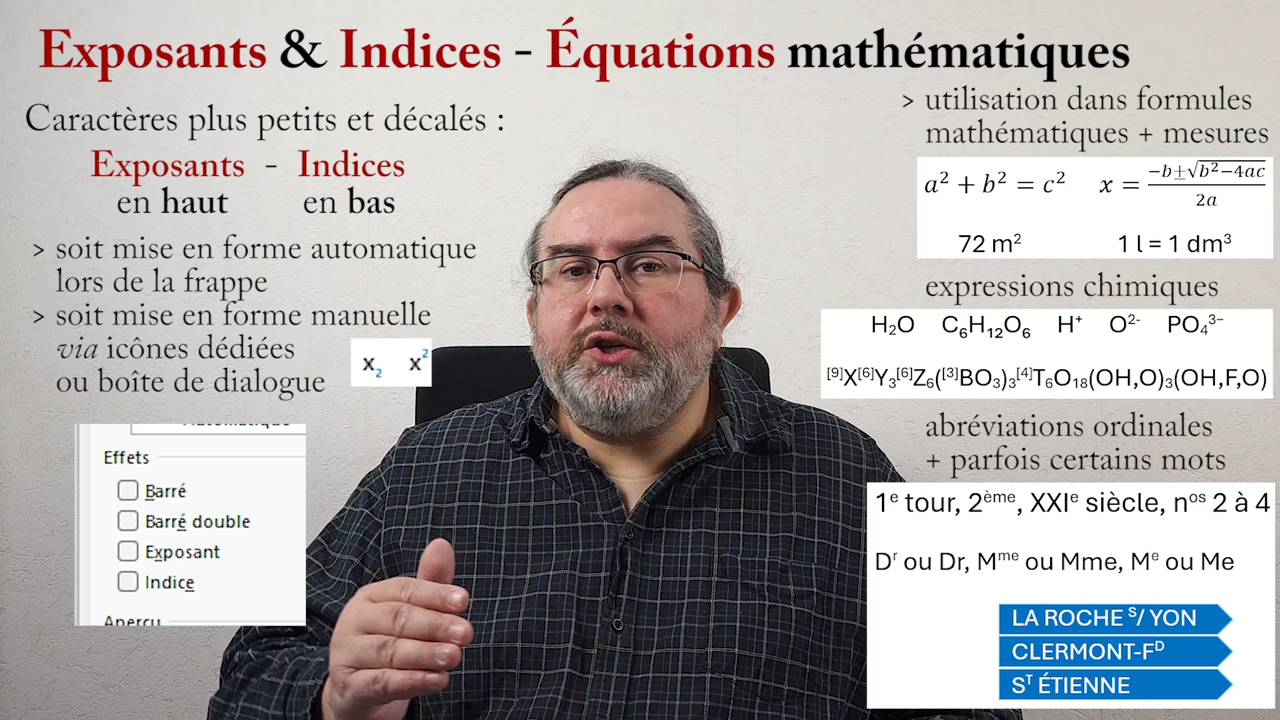 Exposants & Indices - Équations mathématiques
Caractères plus petits et décalés :
Exposants - Indices
en haut en bas
> soit mise en forme automatique
lors de la frappe
> soit mise en forme manuelle
via icônes dédiées
ou boîte de dialogue
x₂ x²
Effets
Barré
Barré double
Exposant
Indice
Aperçu
> utilisation dans formules
mathématiques + mesures
a² + b² = c² x = (-b±√(b²-4ac))/2a
72 m² 1 l = 1 dm³
expressions chimiques
H₂O C₆H₁₂O₆ H⁺ O²⁻ PO₄³⁻
⁽[9]⁾X⁽[6]⁾Y₃⁽[6]⁾Z₆(⁽[3]⁾BO₃)₃⁽[4]⁾T₆O₁₈(OH,O)₃(OH,F,O)
abréviations ordinales
+ parfois certains mots
1ᵉ tour, 2ᵉᵐᵉ, XXIᵉ siècle, nᵒˢ 2 à 4
Dʳ ou Dr, Mᵐᵉ ou Mme, Mᵉ ou Me
LA ROCHE ˢ/ YON
CLERMONT-Fᴰ
Sᵀ ÉTIENNE